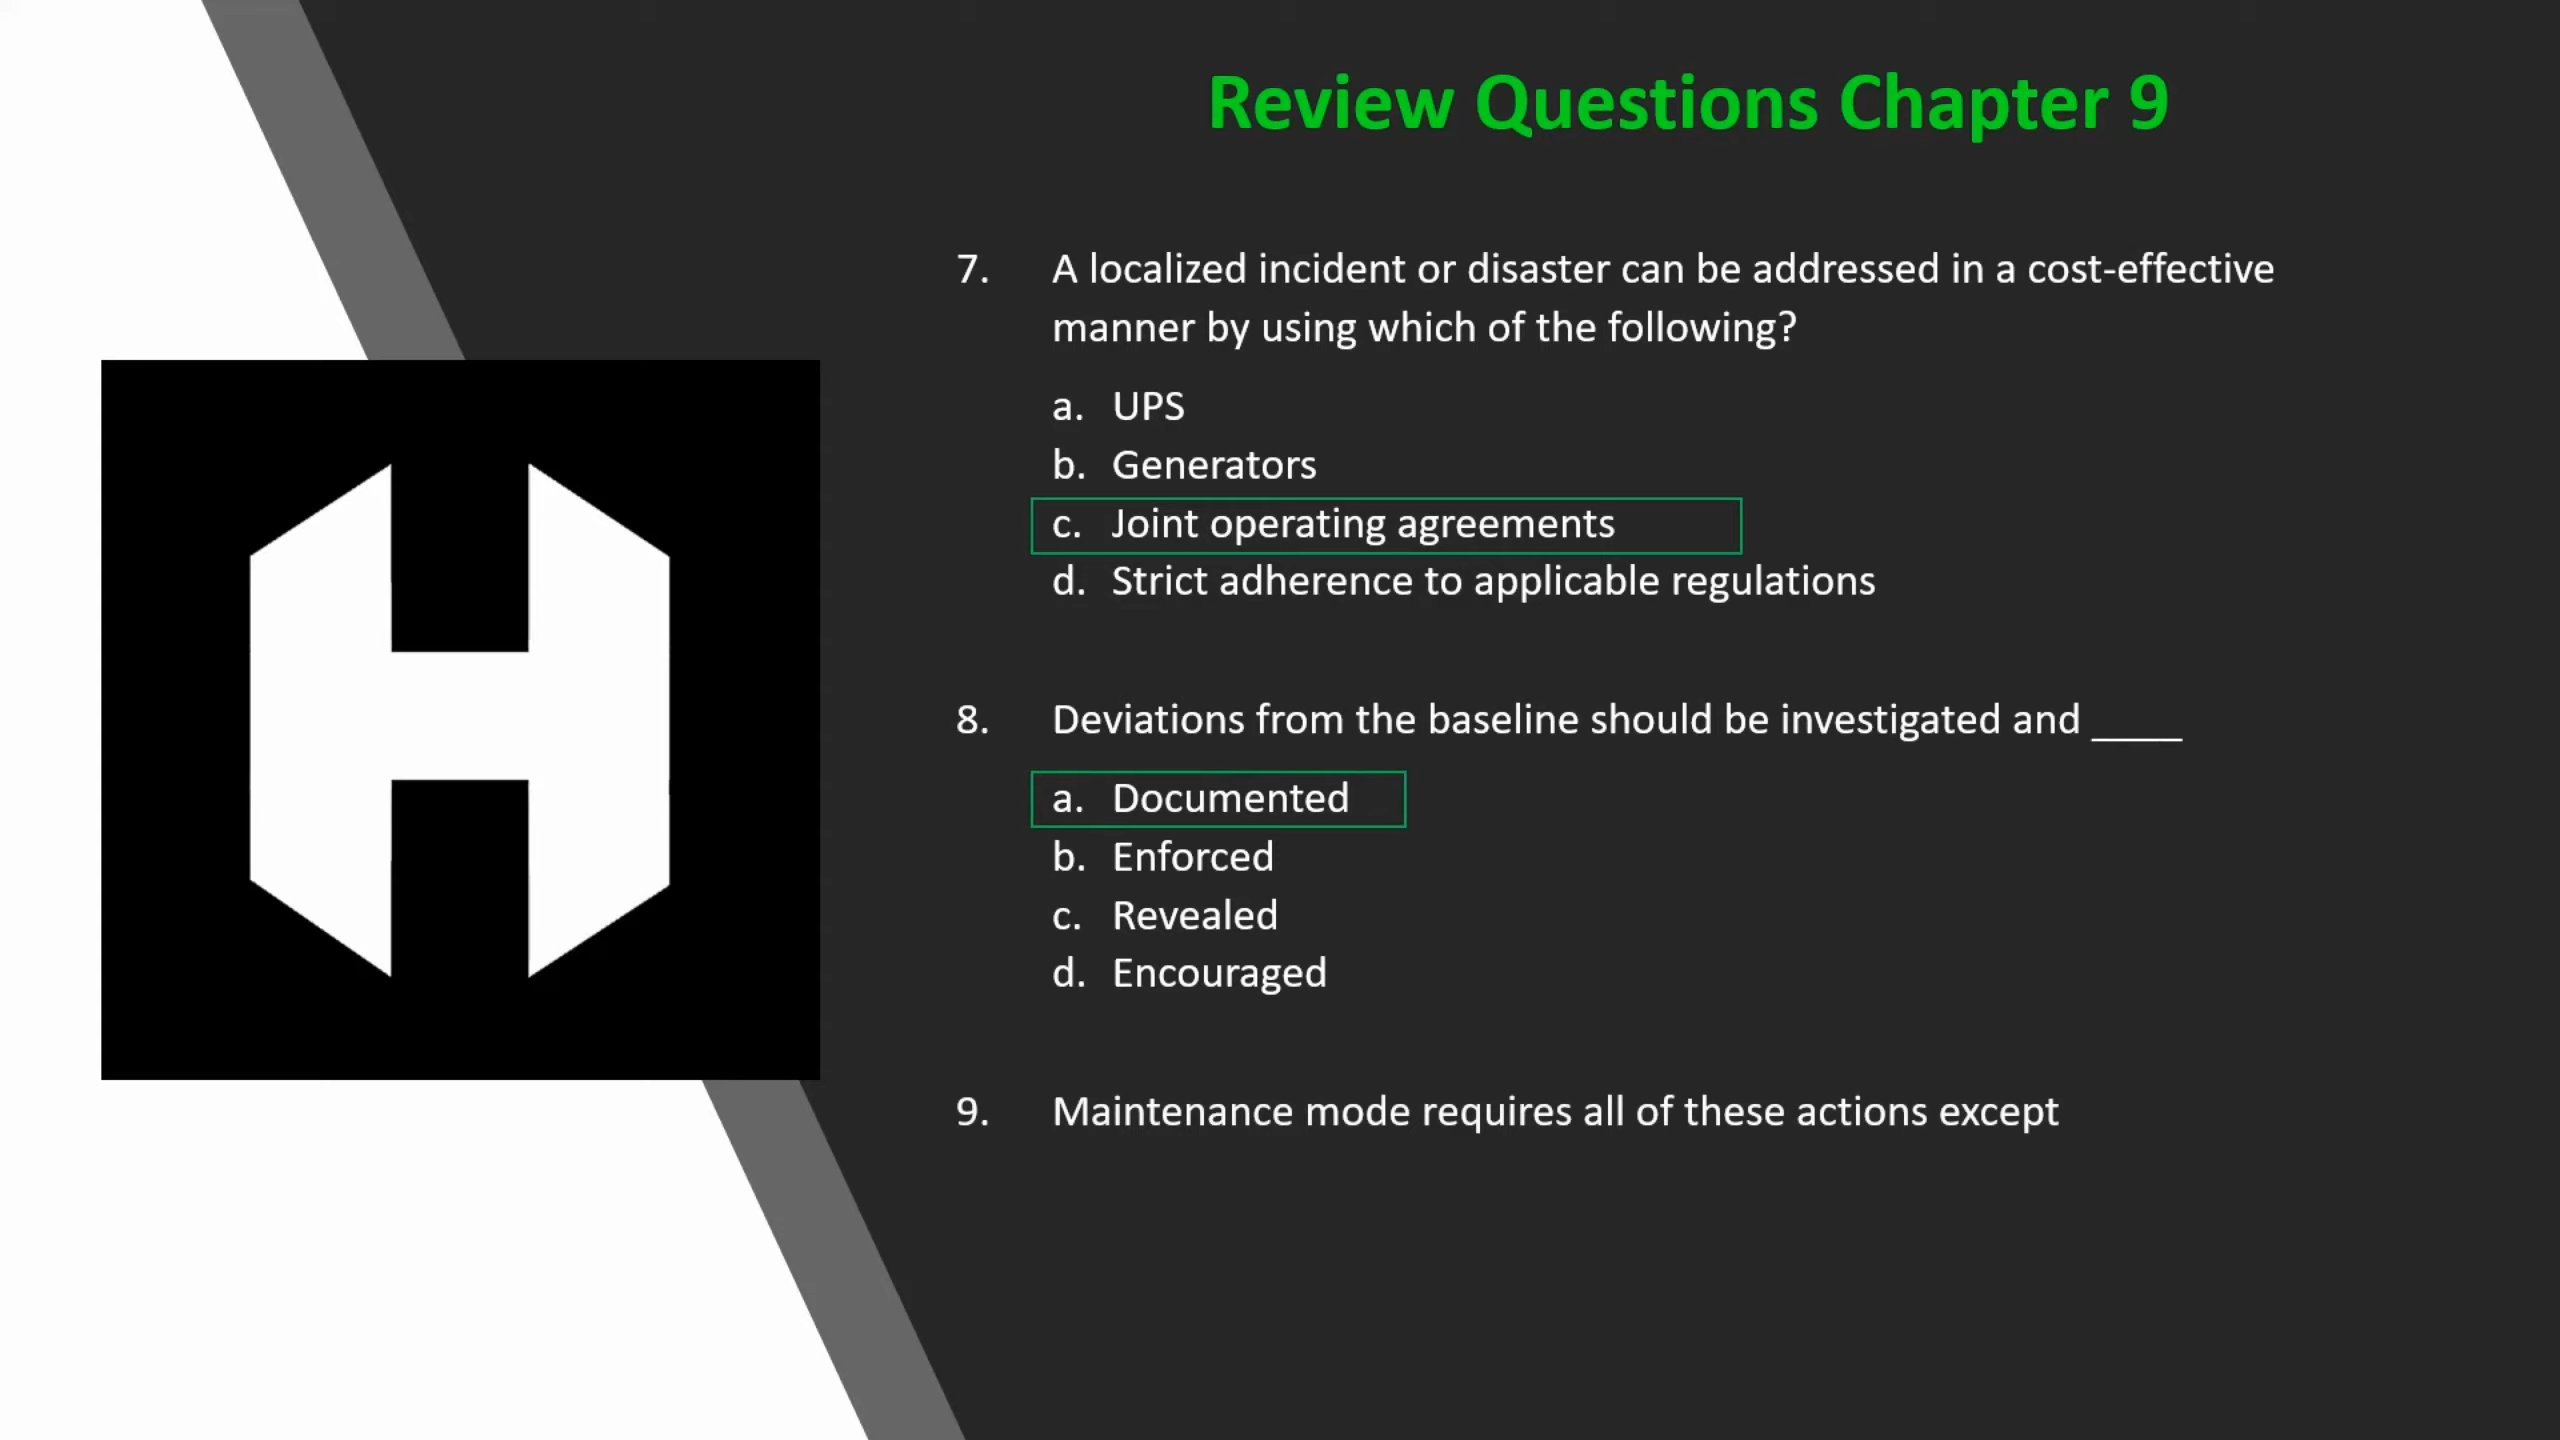 Review Questions Chapter 9
7. A localized incident or disaster can be addressed in a cost-effective
manner by using which of the following?
a. UPS
b. Generators
c. Joint operating agreements
d. Strict adherence to applicable regulations
8. Deviations from the baseline should be investigated and ____
a. Documented
b. Enforced
c. Revealed
d. Encouraged
9. Maintenance mode requires all of these actions except
H